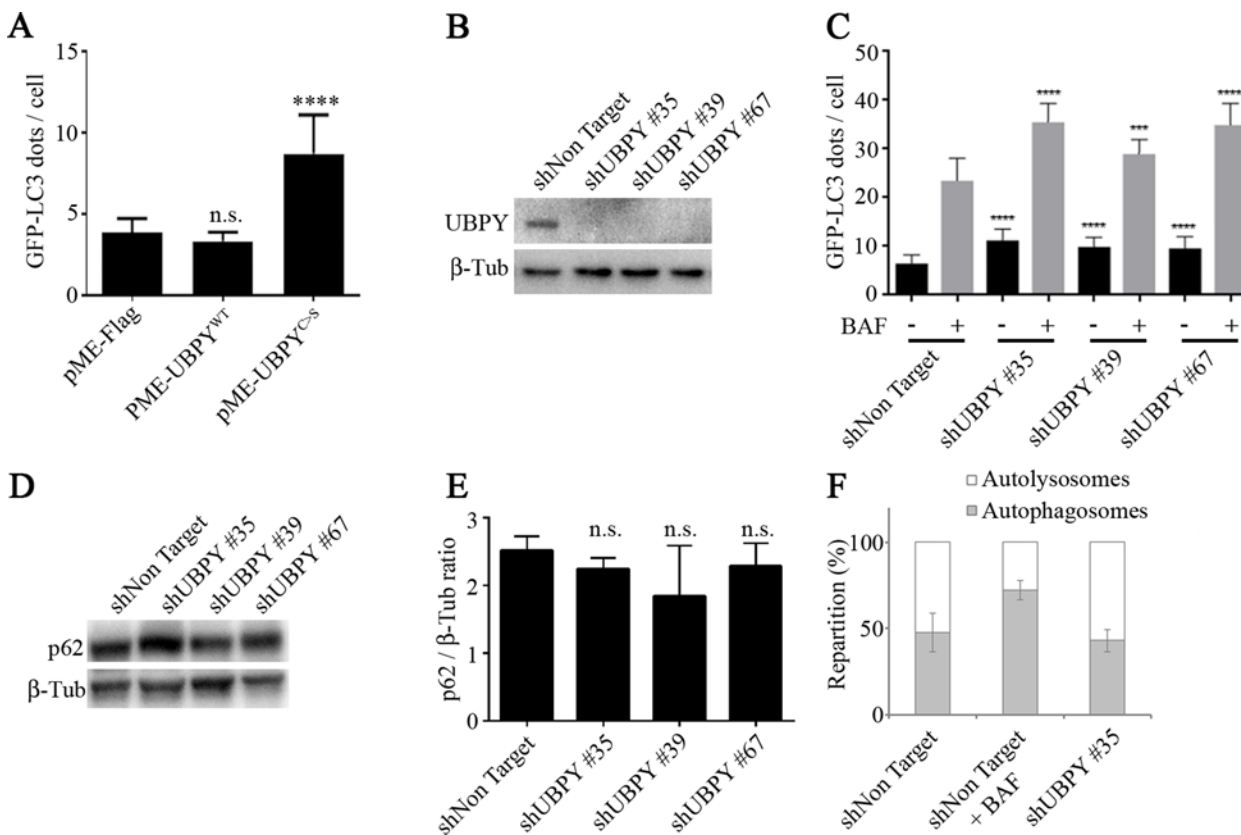 A
GFP-LC3 dots / cell
15
10
5
0
****
n.s.
pME-Flag
PME-UBPYWT
pME-UBPYC>S
B
shNon Target
shUBPY #35
shUBPY #39
shUBPY #67
UBPY
β-Tub
C
GFP-LC3 dots / cell
50
40
30
20
10
0
****
****
***
****
****
****
BAF - + - + - + - +
shNon Target
shUBPY #35
shUBPY #39
shUBPY #67
D
shNon Target
shUBPY #35
shUBPY #39
shUBPY #67
p62
β-Tub
E
p62 / β-Tub ratio
3
2
1
0
n.s.
n.s.
n.s.
shNon Target
shUBPY #35
shUBPY #39
shUBPY #67
F
Autolysosomes
Autophagosomes
Repartition (%)
100
50
0
shNon Target
shNon Target
+ BAF
shUBPY #35